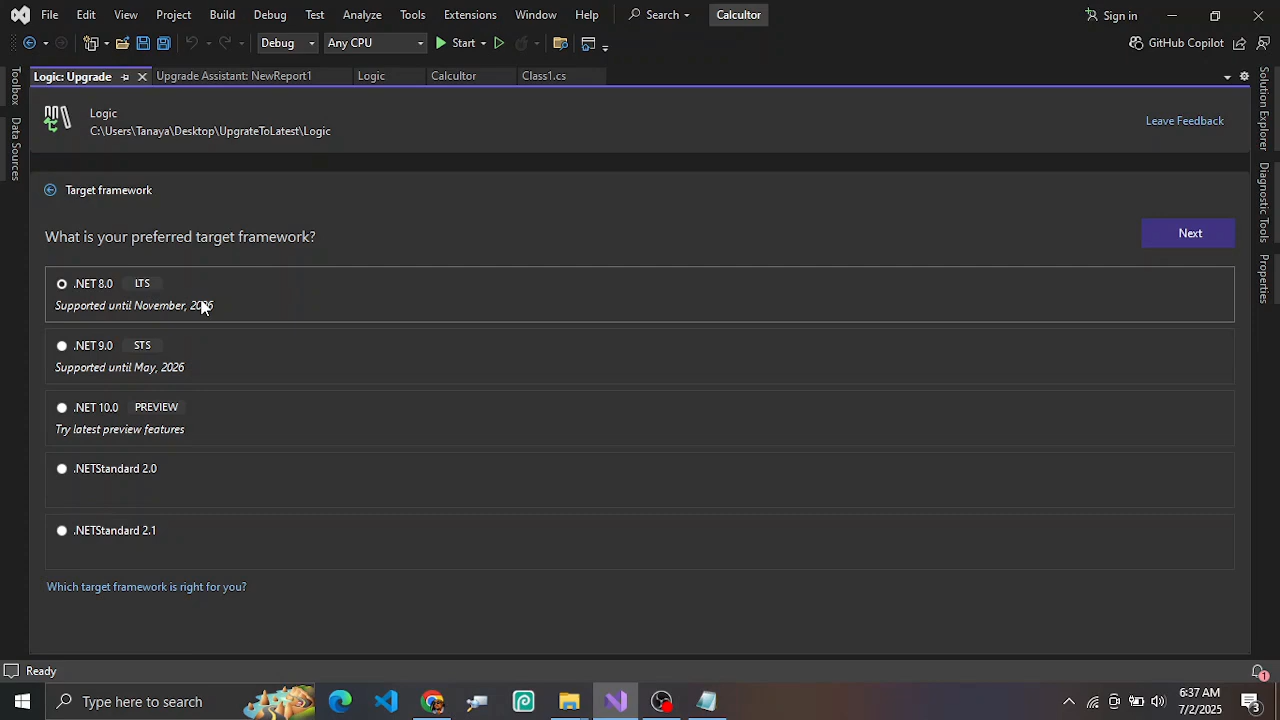 File Edit View Project Build Debug Test Analyze Tools Extensions Window Help Search Calcultor Sign in
Debug Any CPU Start GitHub Copilot
Logic: Upgrade Upgrade Assistant: NewReport1 Logic Calcultor Class1.cs
Toolbox
Data Sources
Logic
C:\Users\Tanaya\Desktop\UpgrateToLatest\Logic
Leave Feedback
Target framework
What is your preferred target framework?
Next
.NET 8.0 LTS
Supported until November, 2026
.NET 9.0 STS
Supported until May, 2026
.NET 10.0 PREVIEW
Try latest preview features
.NETStandard 2.0
.NETStandard 2.1
Which target framework is right for you?
Solution Explorer
Diagnostic Tools
Properties
Ready
1
Type here to search
6:37 AM
7/2/2025
3